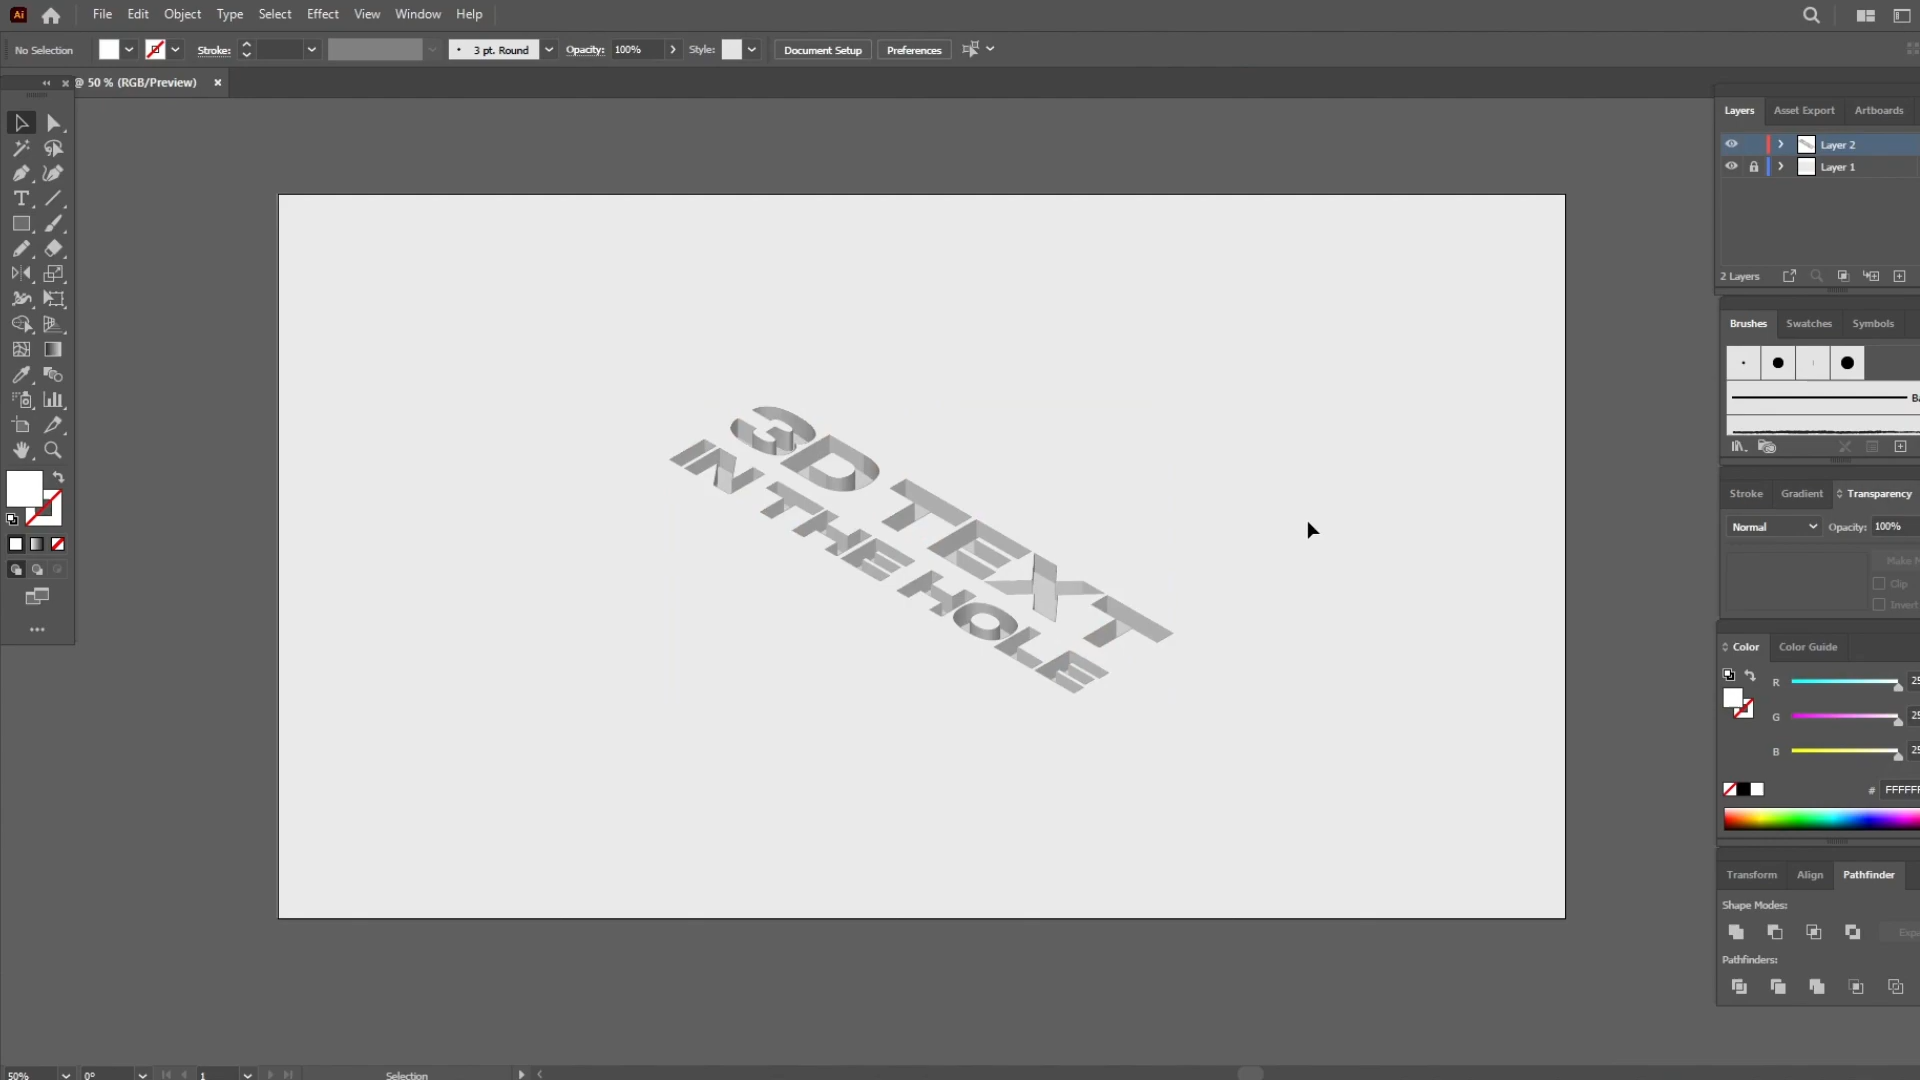 Ai File Edit Object Type Select Effect View Window Help
No Selection Stroke: 3 pt. Round Opacity: 100% Style: Document Setup Preferences
@ 50 % (RGB/Preview) ×
Layers Asset Export Artboards
Layer 2
Layer 1
2 Layers
Brushes Swatches Symbols
Stroke Gradient Transparency
Normal Opacity: 100%
Clip
Invert
Color Color Guide
R
G
B
# FFFFFF
Transform Align Pathfinder
Shape Modes:
Pathfinders:
3D TEXT
IN THE HOLE
50% 0° 1 Selection